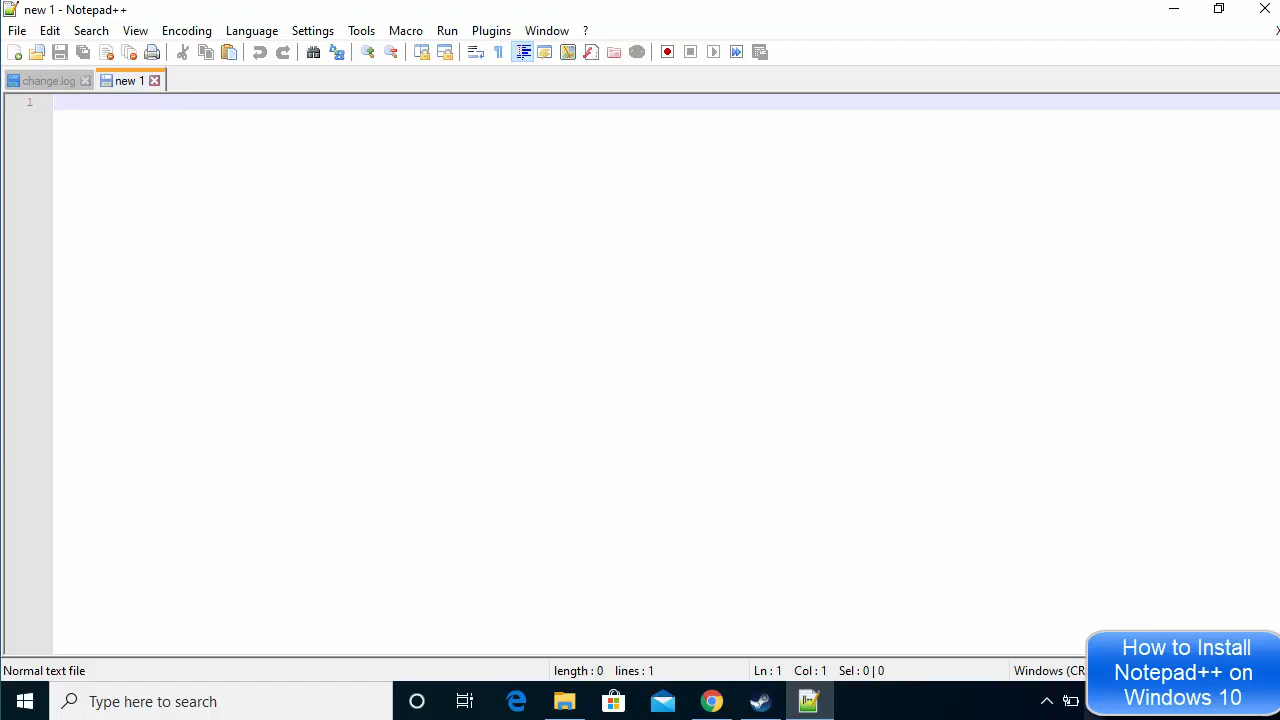 new 1 - Notepad++
File Edit Search View Encoding Language Settings Tools Macro Run Plugins Window ?
change.log new 1
1
Normal text file length : 0 lines : 1 Ln : 1 Col : 1 Sel : 0 | 0 Windows (CR
Type here to search
How to Install
Notepad++ on
Windows 10